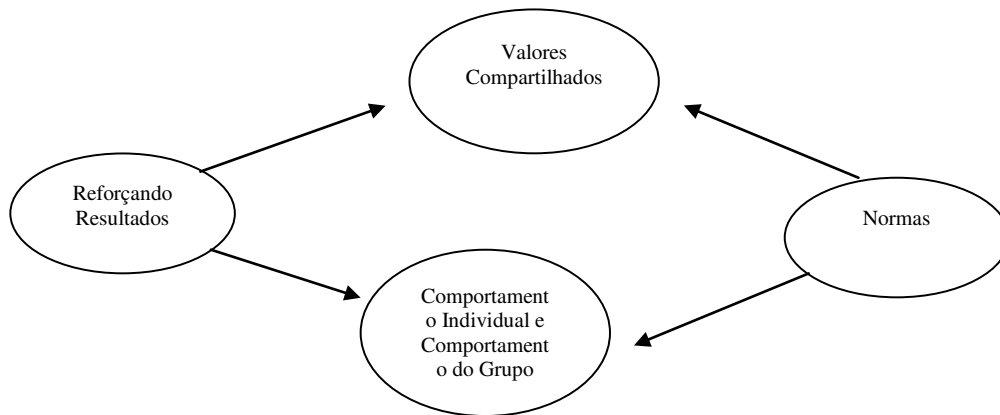 Valores
Compartilhados
Reforçando
Resultados
Normas
Comportament
o Individual e
Comportament
o do Grupo